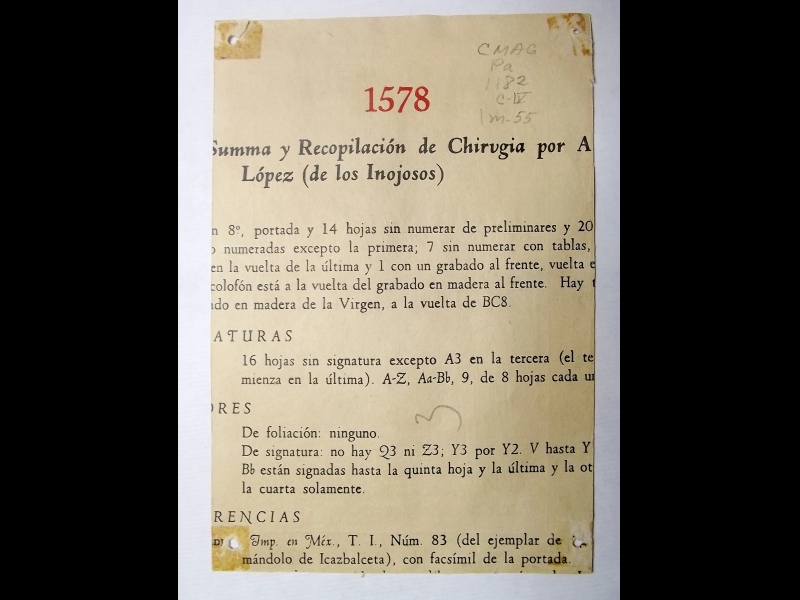 CMAG
Pa
1182
C-IV
m-55
1578
Summa y Recopilación de Chirvgia por A
López (de los Inojosos)
n 8º, portada y 14 hojas sin numerar de preliminares y 20
o numeradas excepto la primera; 7 sin numerar con tablas,
en la vuelta de la última y 1 con un grabado al frente, vuelta e
colofón está a la vuelta del grabado en madera al frente. Hay
do en madera de la Virgen, a la vuelta de BC8.
ATURAS
16 hojas sin signatura excepto A3 en la tercera (el te
mienza en la última). A-Z, Aa-Bb, 9, de 8 hojas cada u
ORES
De foliación: ninguno.
De signatura: no hay Q3 ni Z3; Y3 por Y2. V hasta Y
Bb están signadas hasta la quinta hoja y la última y la ot
la cuarta solamente.
RENCIAS
Imp. en Méx., T. I., Núm. 83 (del ejemplar de
mándolo de Icazbalceta), con facsímil de la portada.